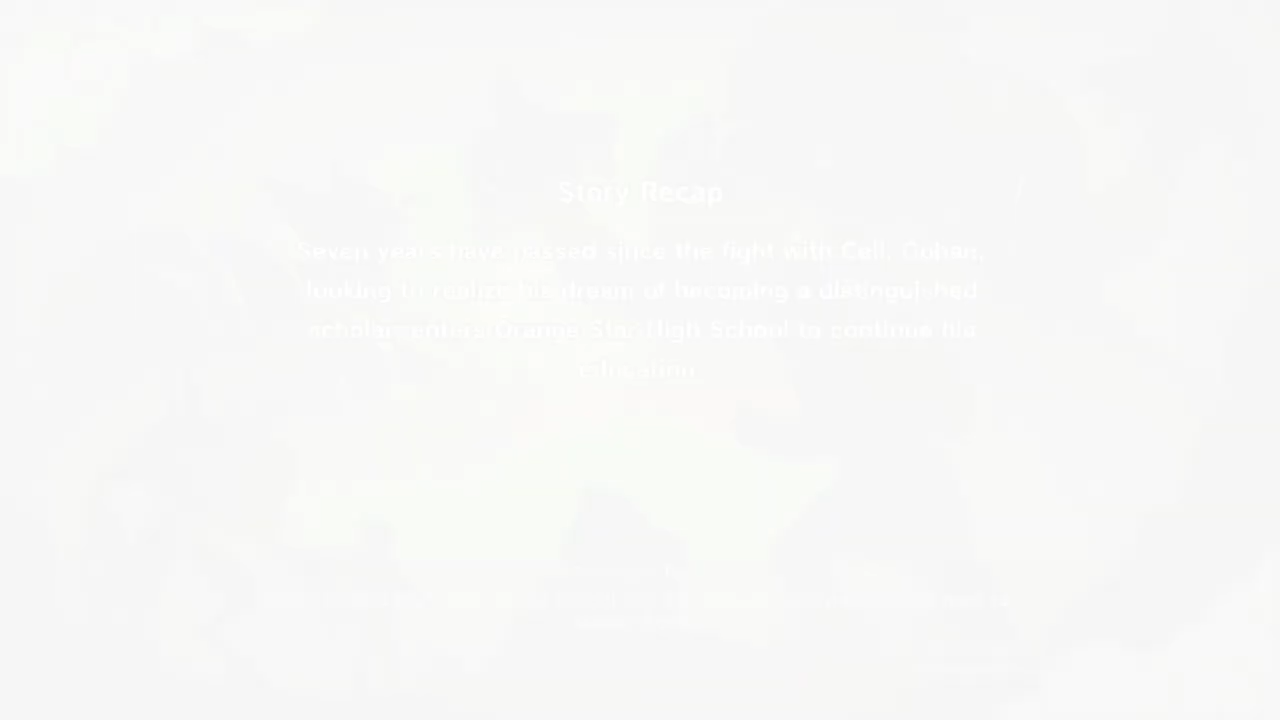 Story Recap
Seven years have passed since the fight with Cell. Gohan,
looking to realize his dream of becoming a distinguished
scholar, enters Orange Star High School to continue his
education.